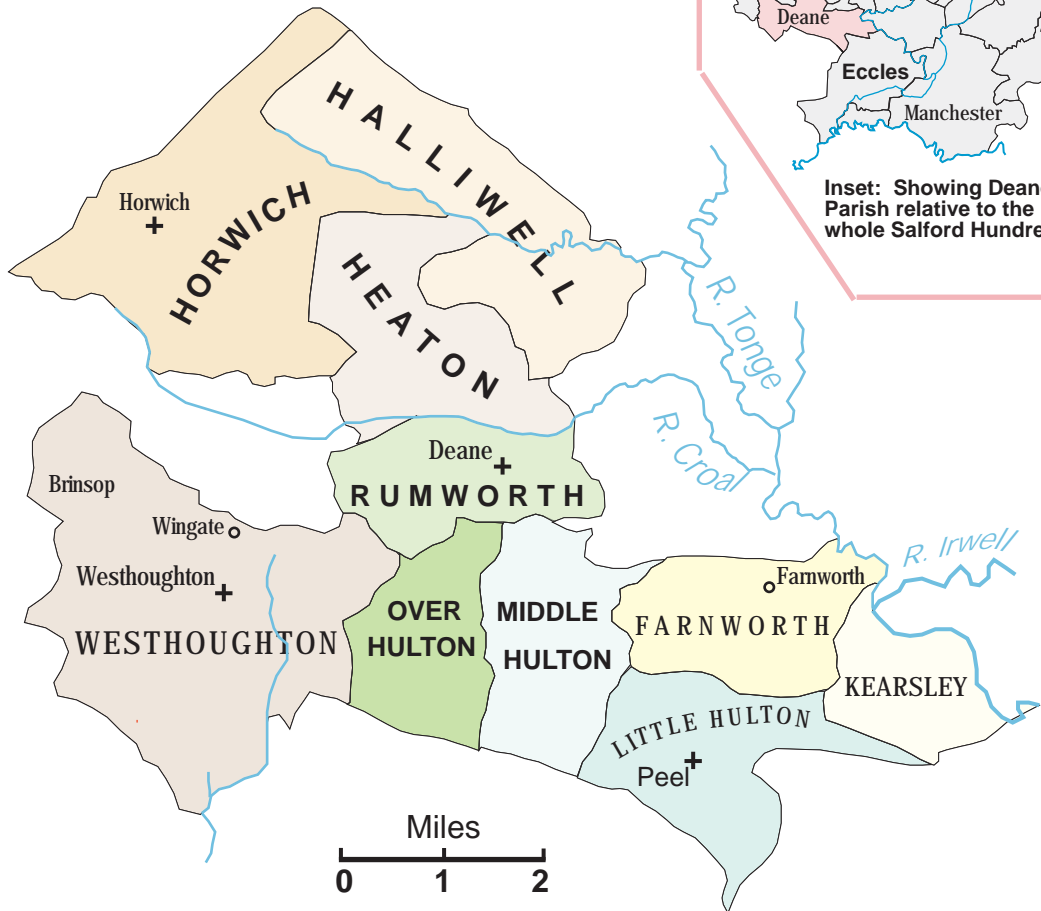 Deane
Eccles
Manchester
Inset: Showing Deane
Parish relative to the
whole Salford Hundre
HALLIWELL
Horwich
HORWICH
HEATON
R. Tonge
R. Croal
Deane
RUMWORTH
Brinsop
Wingate
Westhoughton
WESTHOUGHTON
OVER
HULTON
MIDDLE
HULTON
Farnworth
FARNWORTH
R. Irwell
KEARSLEY
LITTLE HULTON
Peel
Miles
0 1 2